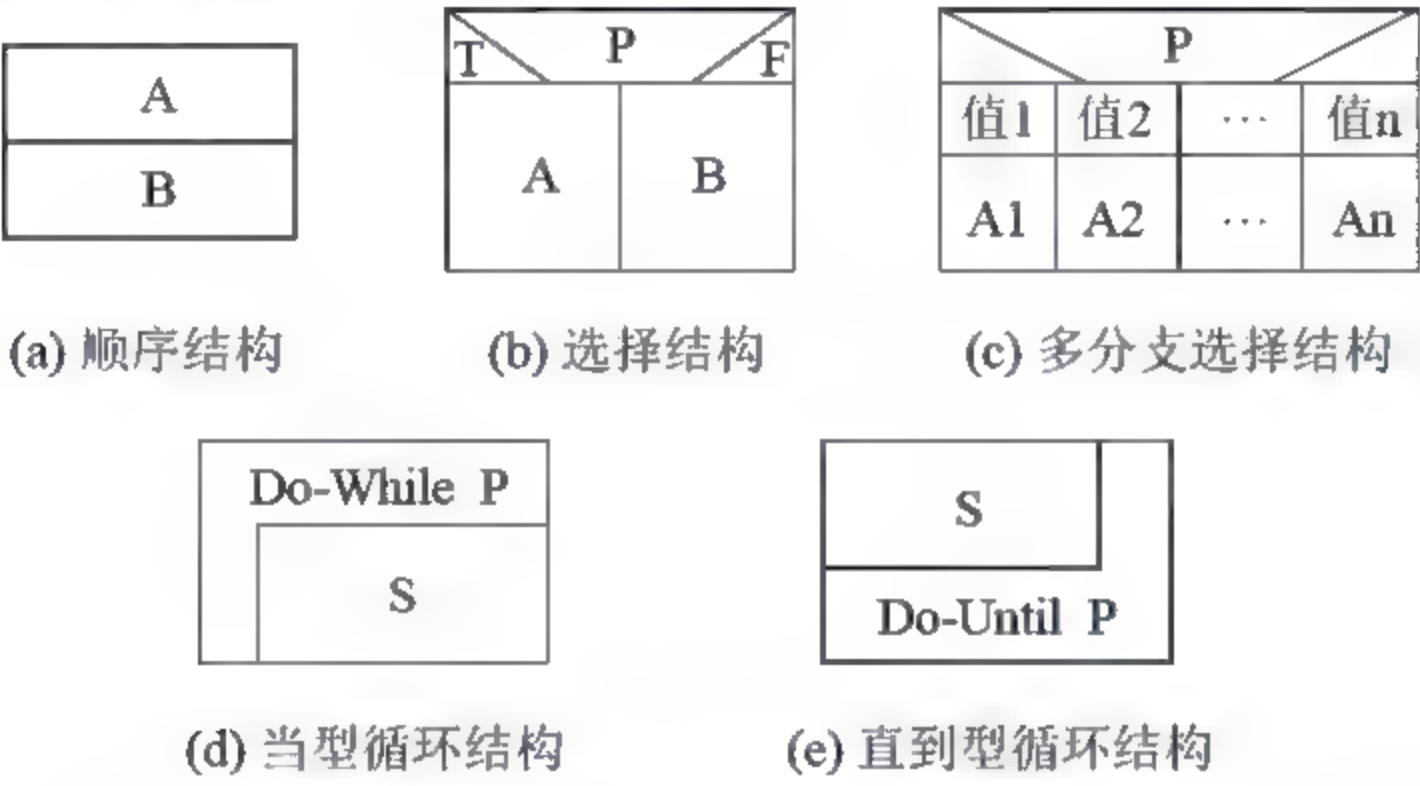 A
B
(a) 顺序结构
T P F
A B
(b) 选择结构
P
值1 值2 … 值n
A1 A2 … An
(c) 多分支选择结构
Do-While P
S
(d) 当型循环结构
S
Do-Until P
(e) 直到型循环结构